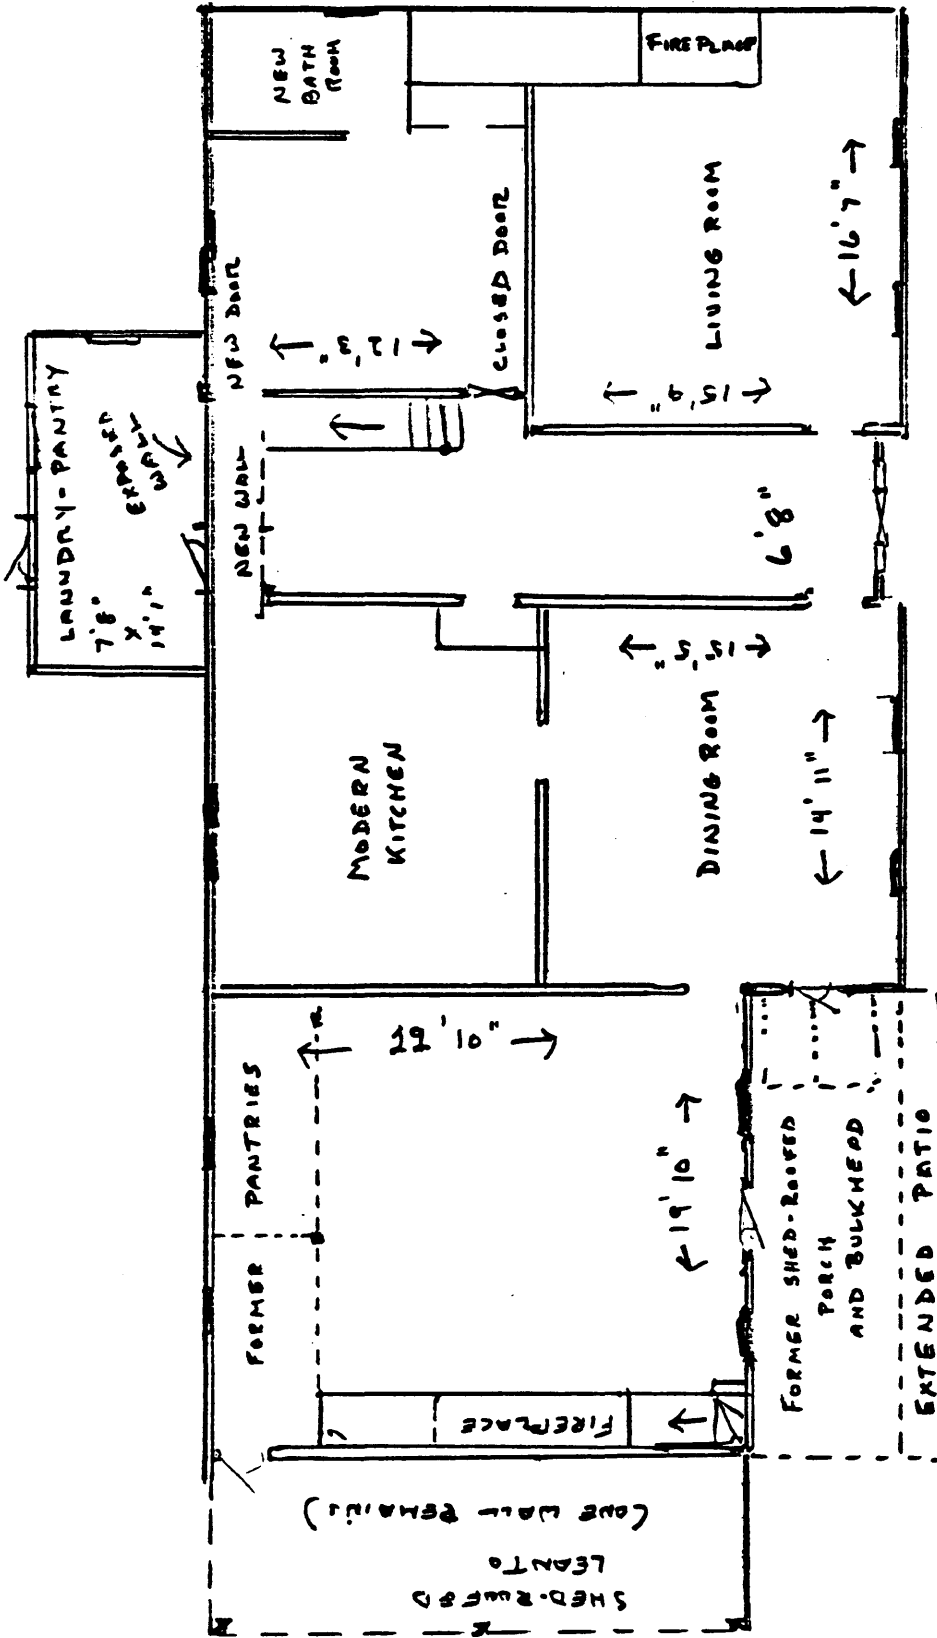 NEW
BATH
ROOM
FIREPLACE
NEW DOOR
CLOSED DOOR
LIVING ROOM
16'7"
12'3"
15'9"
LAUNDRY-PANTRY
7'8"
X
14'1"
EXPOSED
WALL
NEW WALL
6'8"
MODERN
KITCHEN
DINING ROOM
15'5"
14'11"
FORMER PANTRIES
10"
19'10"
FIREPLACE
FORMER SHED-ROOFED
PORCH
AND BULKHEAD
EXTENDED PATIO
SHED-ROOFED
LEANTO
(ONE WALL REMAINS)